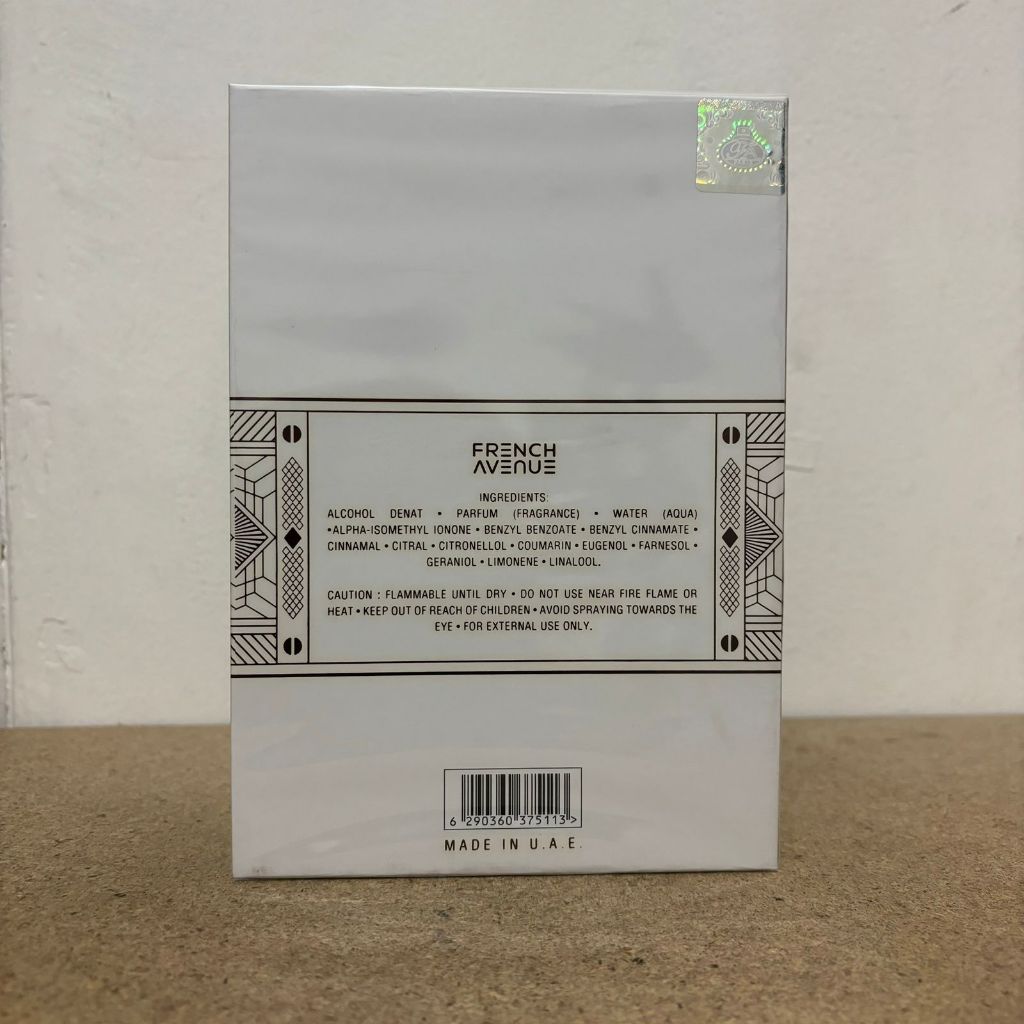 FRENCH
AVENUE
INGREDIENTS:
ALCOHOL DENAT • PARFUM (FRAGRANCE) • WATER (AQUA)
•ALPHA-ISOMETHYL IONONE • BENZYL BENZOATE • BENZYL CINNAMATE •
CINNAMAL • CITRAL • CITRONELLOL • COUMARIN • EUGENOL • FARNESOL •
GERANIOL • LIMONENE • LINALOOL.
CAUTION : FLAMMABLE UNTIL DRY • DO NOT USE NEAR FIRE FLAME OR
HEAT • KEEP OUT OF REACH OF CHILDREN • AVOID SPRAYING TOWARDS THE
EYE • FOR EXTERNAL USE ONLY.
6 290360 375113 >
MADE IN U.A.E.